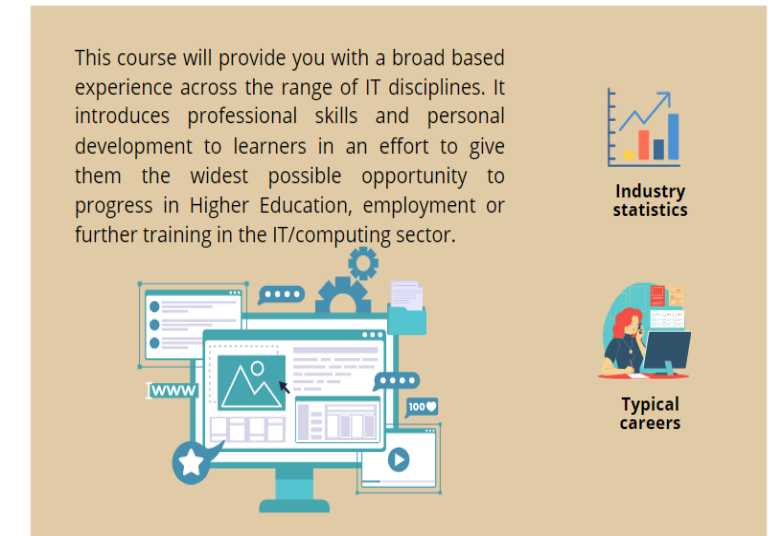 This course will provide you with a broad based
experience across the range of IT disciplines. It
introduces professional skills and personal
development to learners in an effort to give
them the widest possible opportunity to
progress in Higher Education, employment or
further training in the IT/computing sector.
Industry
statistics
WWW
100
Typical
careers